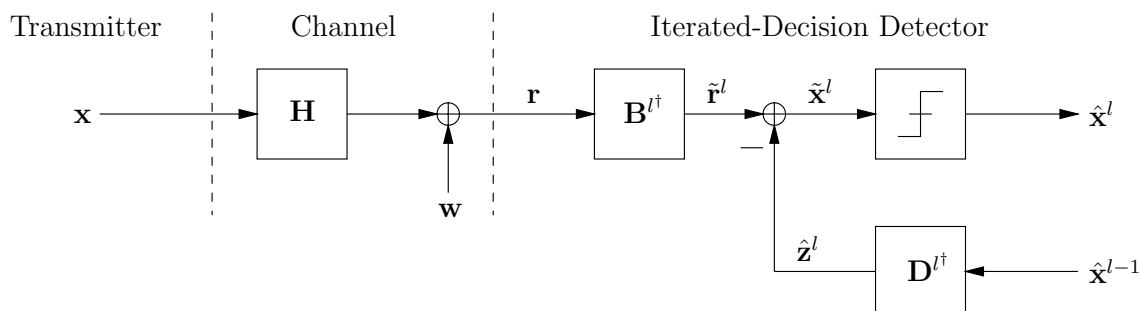 Transmitter Channel Iterated-Decision Detector
x H r B^{l†} r̃^l x̃^l x̂^l
−
w
ẑ^l D^{l†} x̂^{l−1}